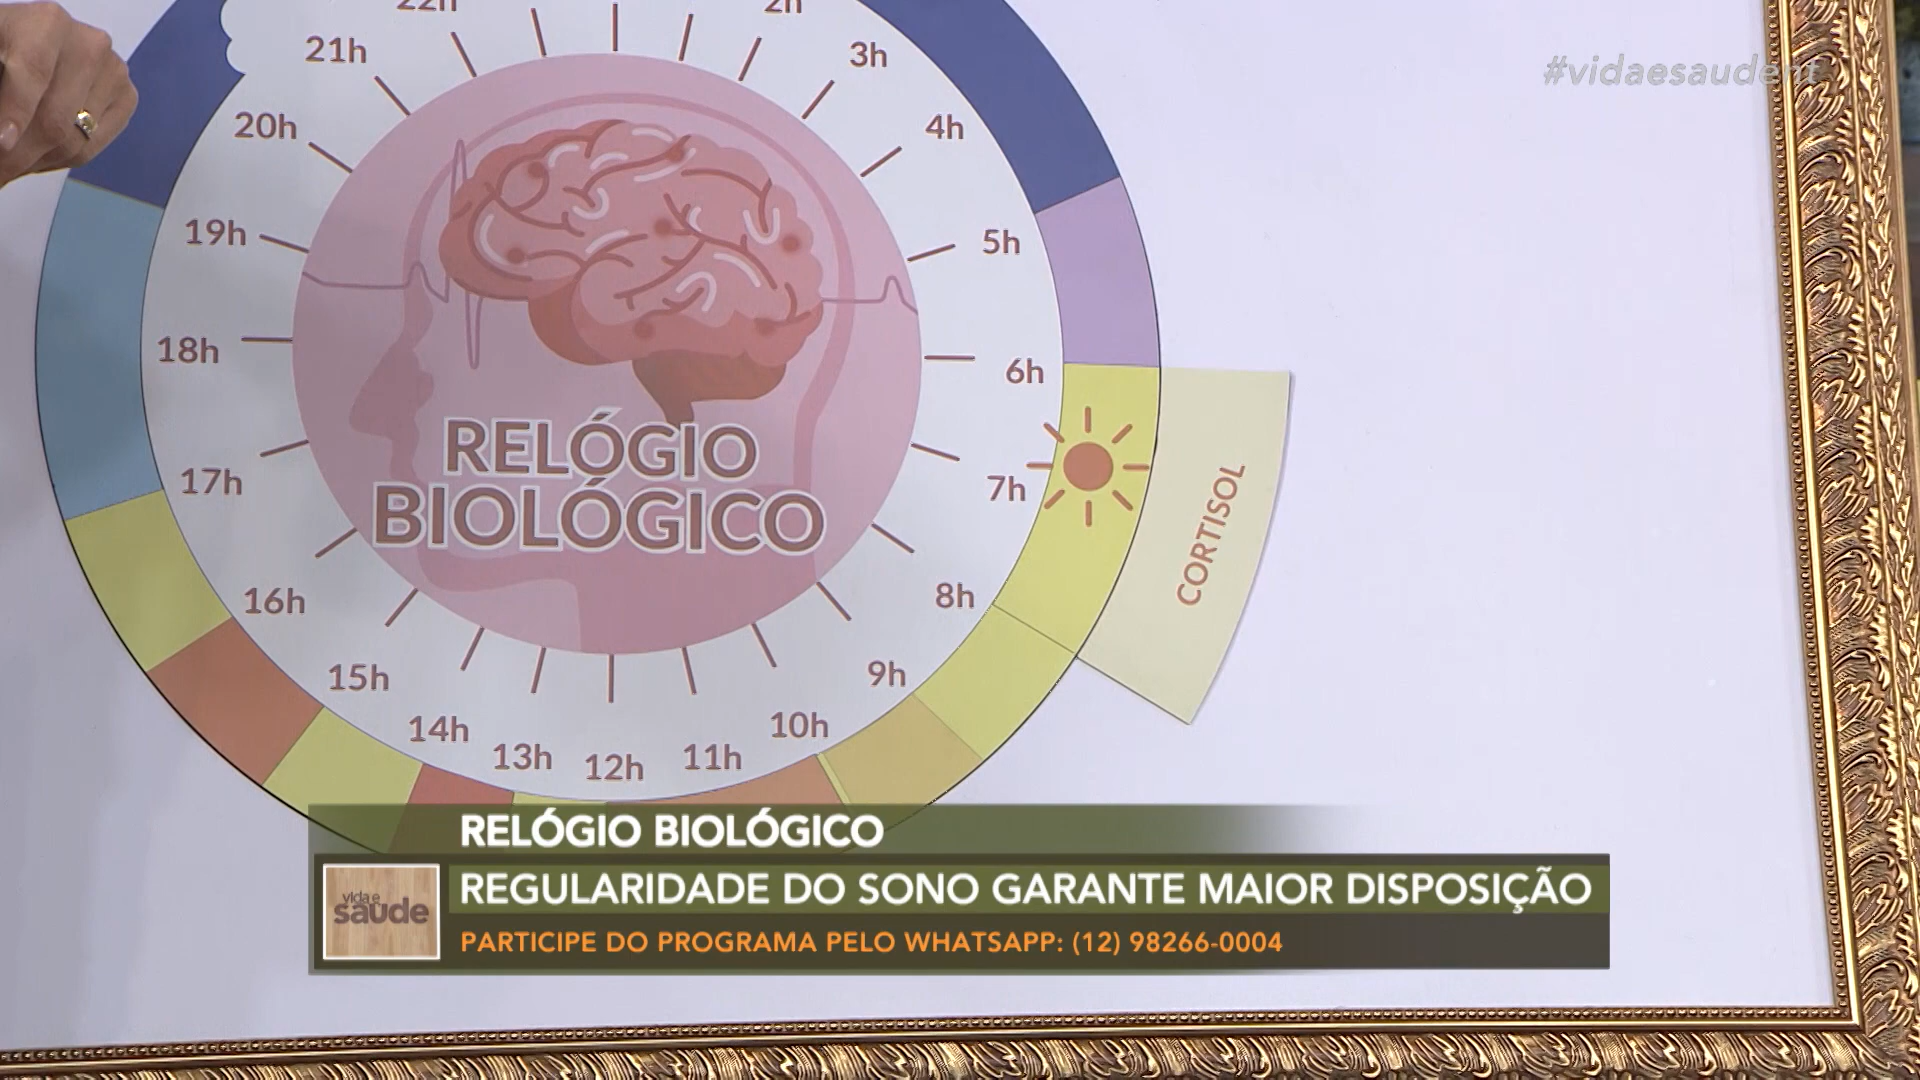 22h
2h
21h
3h
#vidaesaudent
20h
4h
19h
5h
18h
6h
RELÓGIO
BIOLÓGICO
17h
7h
CORTISOL
16h
8h
15h
9h
14h
10h
13h
12h
11h
RELÓGIO BIOLÓGICO
vida e
saúde
REGULARIDADE DO SONO GARANTE MAIOR DISPOSIÇÃO
PARTICIPE DO PROGRAMA PELO WHATSAPP: (12) 98266-0004